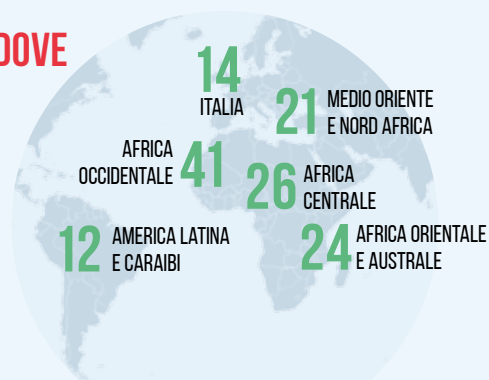 DOVE
14
ITALIA
21
MEDIO ORIENTE
E NORD AFRICA
AFRICA
OCCIDENTALE
41
26
AFRICA
CENTRALE
12
AMERICA LATINA
E CARAIBI
24
AFRICA ORIENTALE
E AUSTRALE